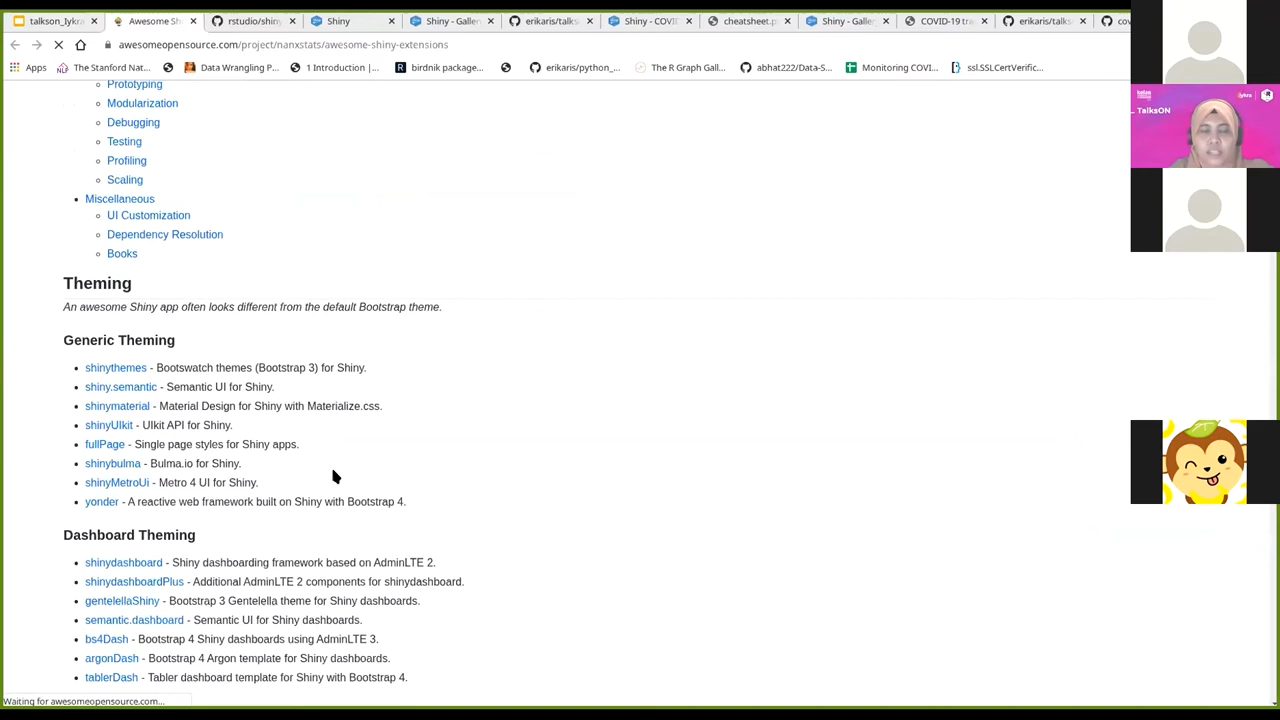 talkson_1ykra
Awesome Sh
rstudio/shiny
Shiny
Shiny - Galler
erikaris/talks
Shiny - COVI
cheatsheet.p
Shiny - Galle
COVID-19 tra
erikaris/talks
cov
awesomeopensource.com/project/nanxstats/awesome-shiny-extensions
Apps
The Stanford Nat...
Data Wrangling P...
1 Introduction |...
birdnik package...
erikaris/python_...
The R Graph Gall...
abhat222/Data-S...
Monitoring COVI...
ssl.SSLCertVerific...
TalksON
Prototyping
Modularization
Debugging
Testing
Profiling
Scaling
Miscellaneous
UI Customization
Dependency Resolution
Books
Theming
An awesome Shiny app often looks different from the default Bootstrap theme.
Generic Theming
shinythemes - Bootswatch themes (Bootstrap 3) for Shiny.
shiny.semantic - Semantic UI for Shiny.
shinymaterial - Material Design for Shiny with Materialize.css.
shinyUIkit - UIkit API for Shiny.
fullPage - Single page styles for Shiny apps.
shinybulma - Bulma.io for Shiny.
shinyMetroUi - Metro 4 UI for Shiny.
yonder - A reactive web framework built on Shiny with Bootstrap 4.
Dashboard Theming
shinydashboard - Shiny dashboarding framework based on AdminLTE 2.
shinydashboardPlus - Additional AdminLTE 2 components for shinydashboard.
gentelellaShiny - Bootstrap 3 Gentelella theme for Shiny dashboards.
semantic.dashboard - Semantic UI for Shiny dashboards.
bs4Dash - Bootstrap 4 Shiny dashboards using AdminLTE 3.
argonDash - Bootstrap 4 Argon template for Shiny dashboards.
tablerDash - Tabler dashboard template for Shiny with Bootstrap 4.
Waiting for awesomeopensource.com...